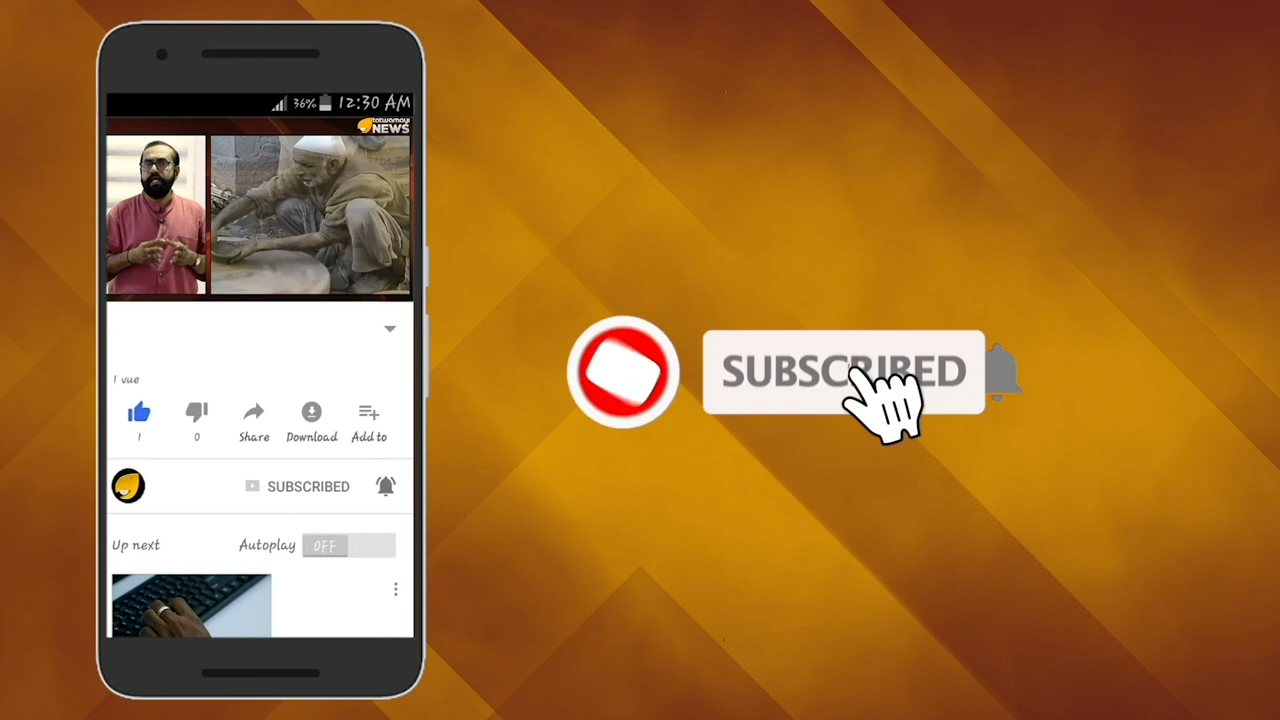 36% 12:30 AM
tatwamayi
NEWS
1 vue
1
0
Share
Download
Add to
SUBSCRIBED
Up next
Autoplay
OFF
SUBSCRIBED